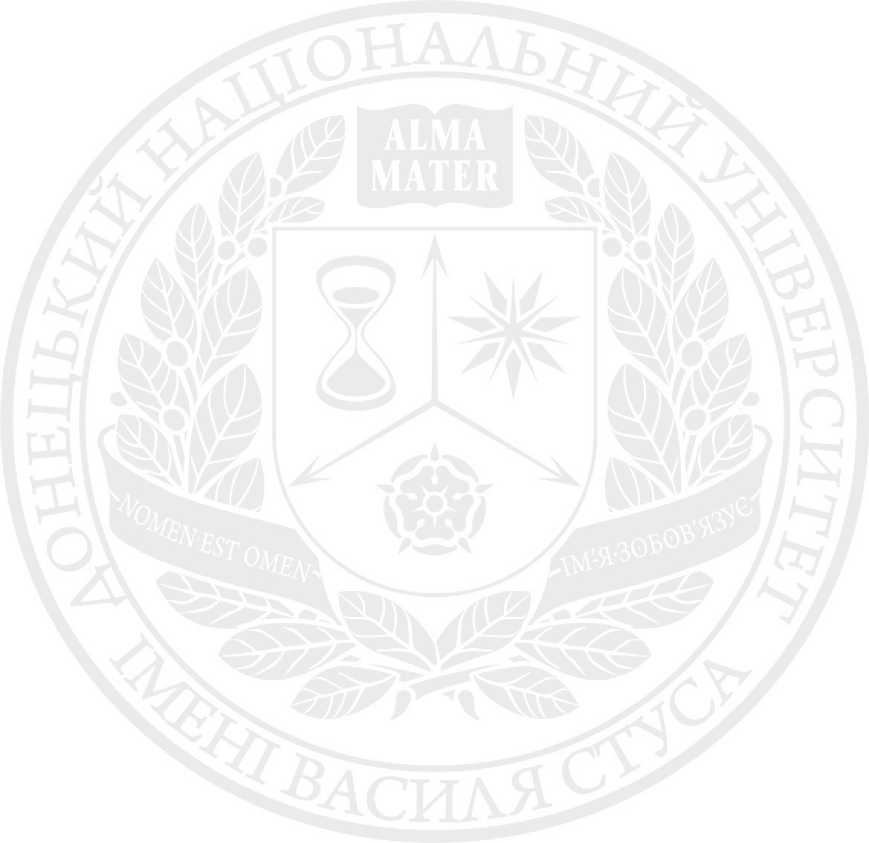 ДОНЕЦЬКИЙ НАЦІОНАЛЬНИЙ УНІВЕРСИТЕТ
ІМЕНІ ВАСИЛЯ СТУСА
ALMA
MATER
NOMEN EST OMEN
ІМ'Я·ЗОБОВ'ЯЗУЄ